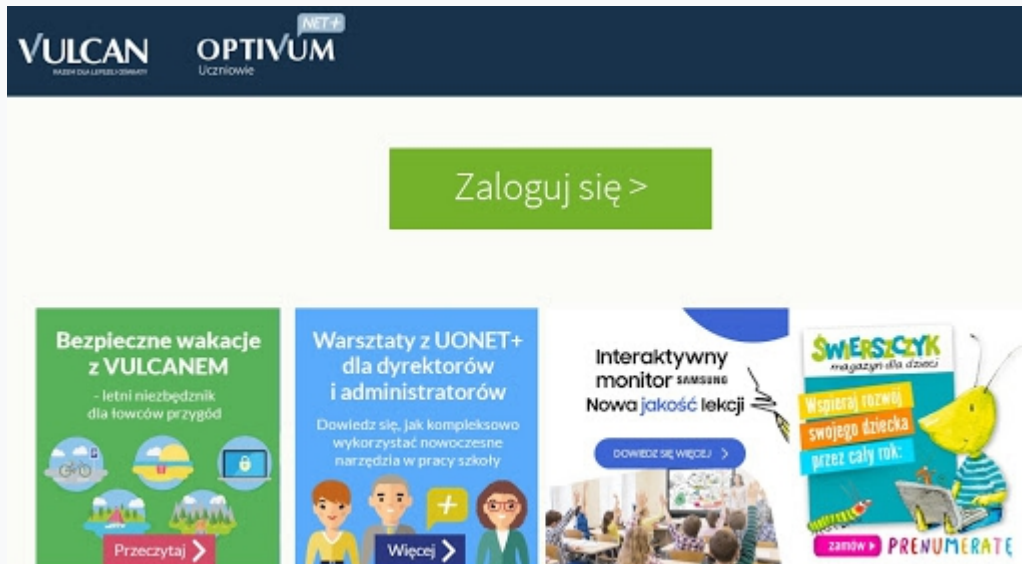 VULCAN
RAZEM DLA LEPSZEJ OŚWIATY
NET+
OPTIVUM
Uczniowie
Zaloguj się >
Bezpieczne wakacje
z VULCANEM
- letni niezbędnik
dla łowców przygód
Przeczytaj
Warsztaty z UONET+
dla dyrektorów
i administratorów
Dowiedz się, jak kompleksowo
wykorzystać nowoczesne
narzędzia w pracy szkoły
Więcej
Interaktywny
monitor SAMSUNG
Nowa jakość lekcji
DOWIEDZ SIĘ WIĘCEJ
ŚWIERSZCZYK
magazyn dla dzieci
Wspieraj rozwój
swojego dziecka
przez cały rok:
zamów PRENUMERATĘ